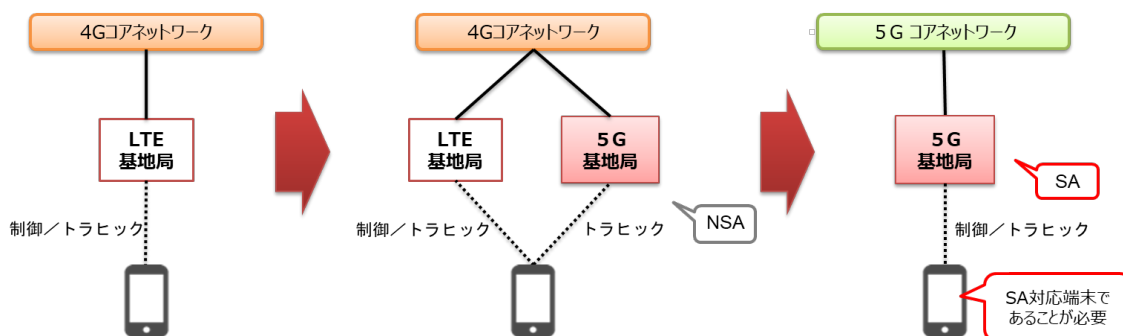 4Gコアネットワーク
4Gコアネットワーク
5G コアネットワーク
LTE
基地局
LTE
基地局
5G
基地局
5G
基地局
SA
NSA
制御／トラヒック
制御／トラヒック
トラヒック
制御／トラヒック
SA対応端末で
あることが必要